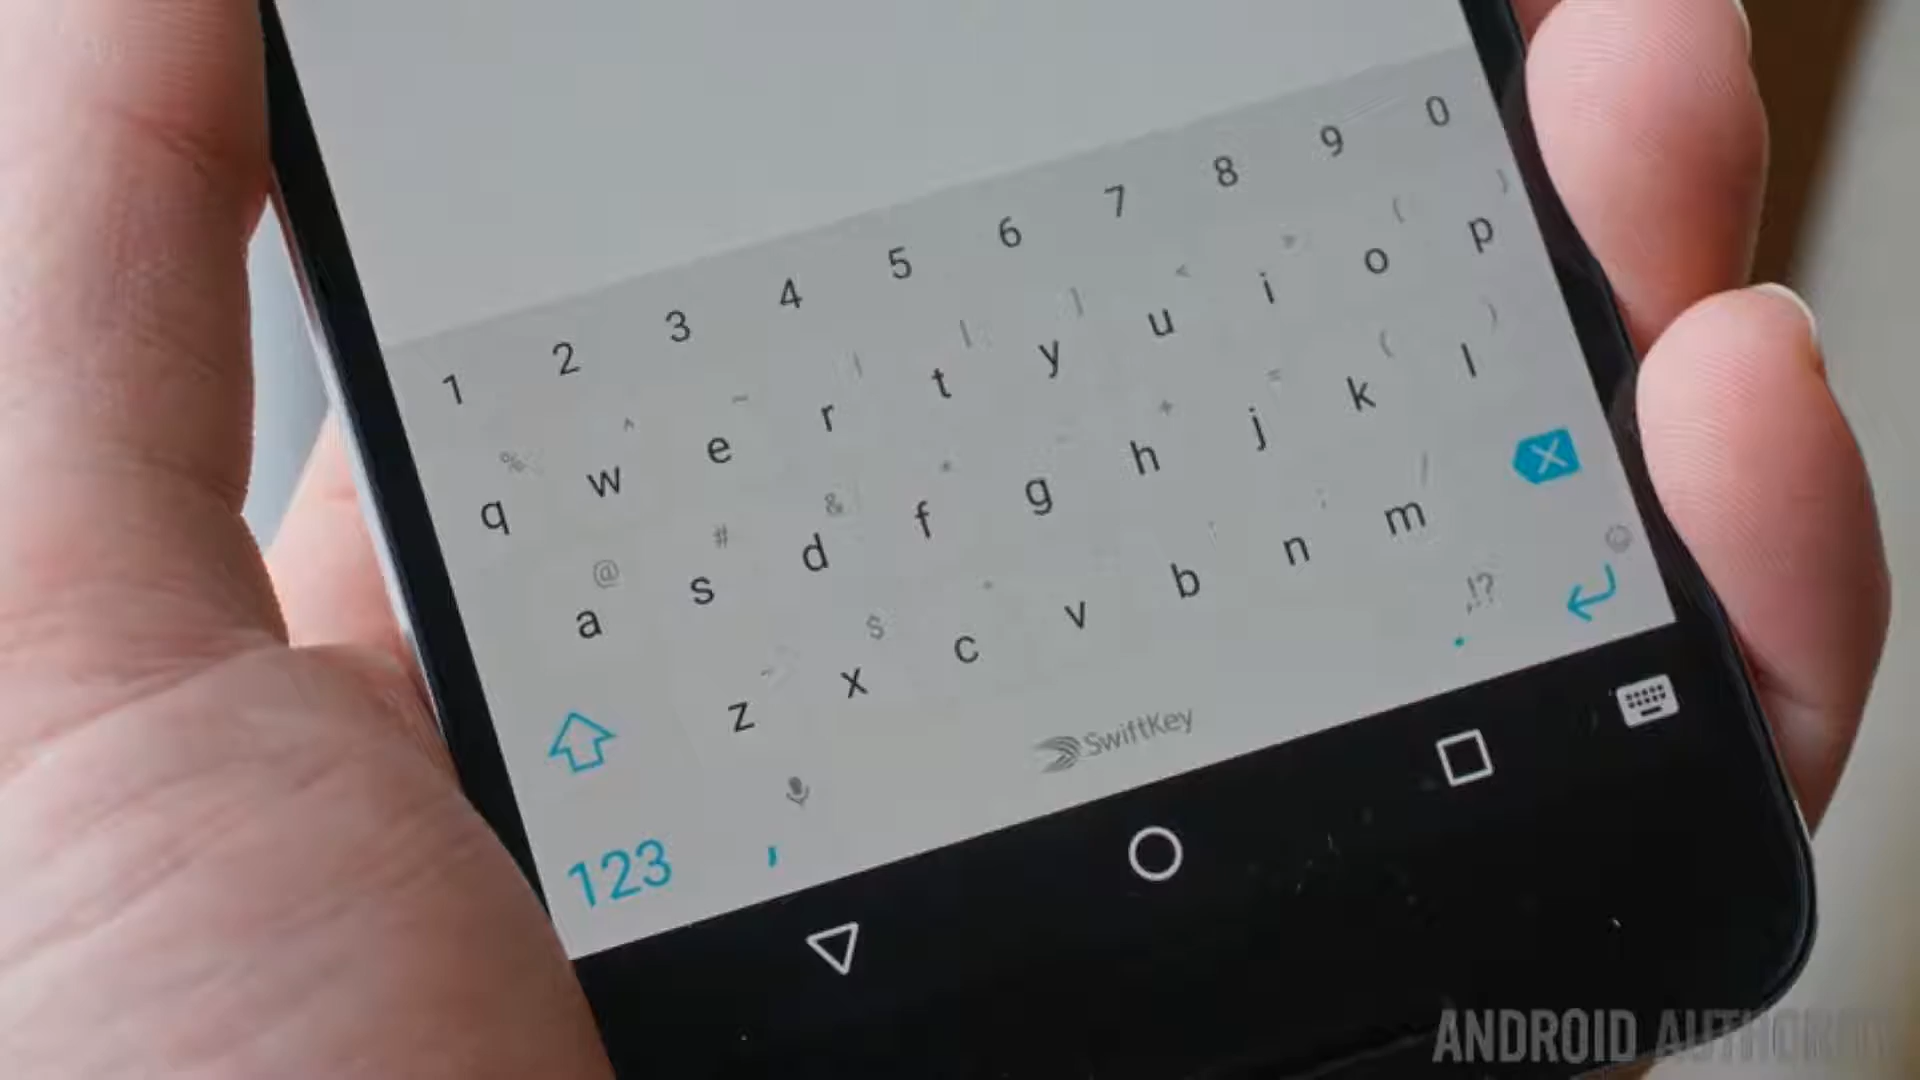 1 2 3 4 5 6 7 8 9 0
% ^ ~ | [ ] < > { }
q w e r t y u i o p
@ # & * - + = ( )
a s d f g h j k l
$ " ' : ; /
z x c v b n m
,!?
123 , SwiftKey .
ANDROID AUTHORITY